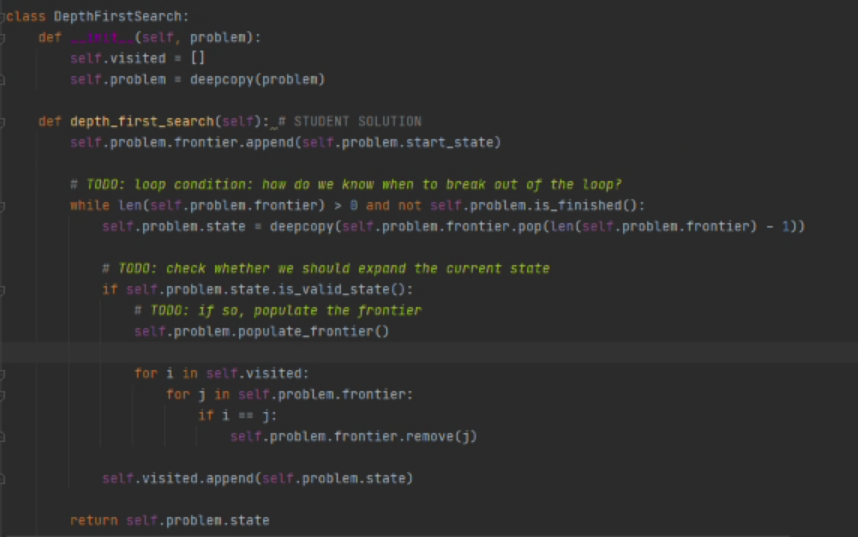 class DepthFirstSearch:
def __init__(self, problem):
self.visited = []
self.problem = deepcopy(problem)
def depth_first_search(self): # STUDENT SOLUTION
self.problem.frontier.append(self.problem.start_state)
# TODO: loop condition: how do we know when to break out of the loop?
while len(self.problem.frontier) > 0 and not self.problem.is_finished():
self.problem.state = deepcopy(self.problem.frontier.pop(len(self.problem.frontier) - 1))
# TODO: check whether we should expand the current state
if self.problem.state.is_valid_state():
# TODO: if so, populate the frontier
self.problem.populate_frontier()
for i in self.visited:
for j in self.problem.frontier:
if i == j:
self.problem.frontier.remove(j)
self.visited.append(self.problem.state)
return self.problem.state